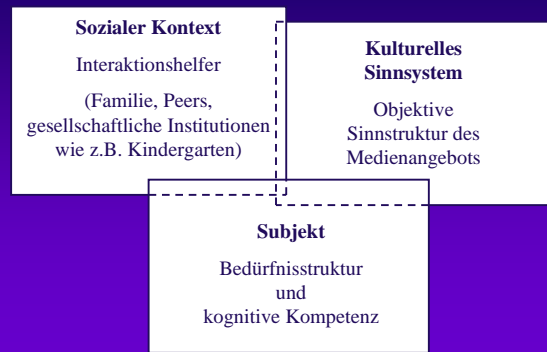 Sozialer Kontext
Interaktionshelfer
(Familie, Peers,
gesellschaftliche Institutionen
wie z.B. Kindergarten)
Kulturelles
Sinnsystem
Objektive
Sinnstruktur des
Medienangebots
Subjekt
Bedürfnisstruktur
und
kognitive Kompetenz